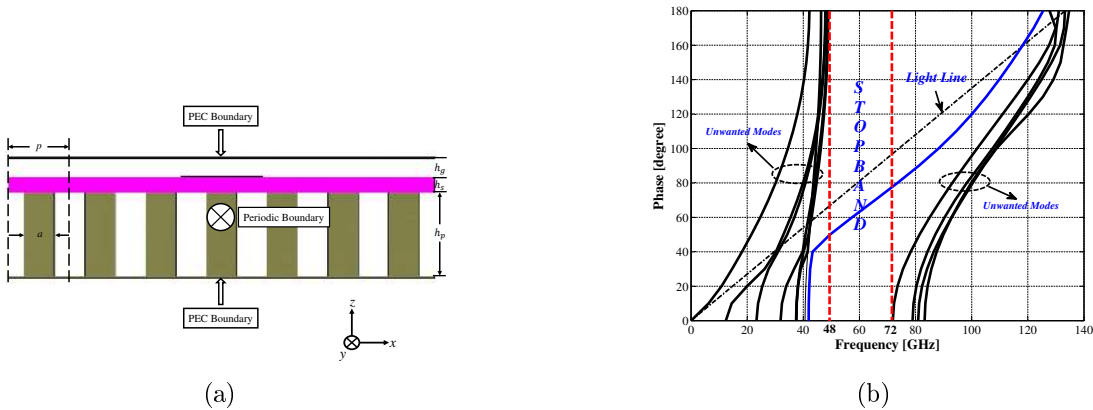 PEC Boundary
p
h_g
h_s
a
Periodic Boundary
h_p
PEC Boundary
z
x
y
(a)
Phase [degree]
180
160
140
120
100
80
60
40
20
0
Light Line
Unwanted Modes
STOPBAND
Unwanted Modes
0 20 40 48 60 72 80 100 120 140
Frequency [GHz]
(b)